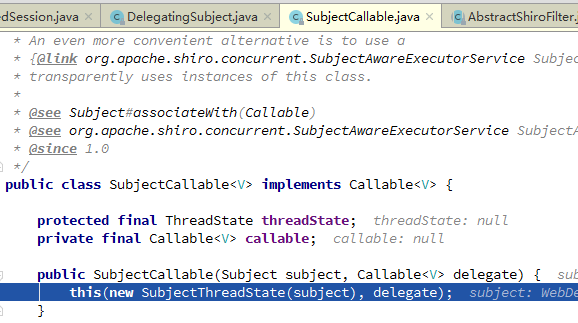 edSession.java × DelegatingSubject.java × SubjectCallable.java × AbstractShiroFilter.j
* An even more convenient alternative is to use a
* {@link org.apache.shiro.concurrent.SubjectAwareExecutorService Subje
* transparently uses instances of this class.
*
* @see Subject#associateWith(Callable)
* @see org.apache.shiro.concurrent.SubjectAwareExecutorService SubjectA
* @since 1.0
*/
public class SubjectCallable<V> implements Callable<V> {
protected final ThreadState threadState; threadState: null
private final Callable<V> callable; callable: null
public SubjectCallable(Subject subject, Callable<V> delegate) {
this(new SubjectThreadState(subject), delegate); subject: WebDe
}